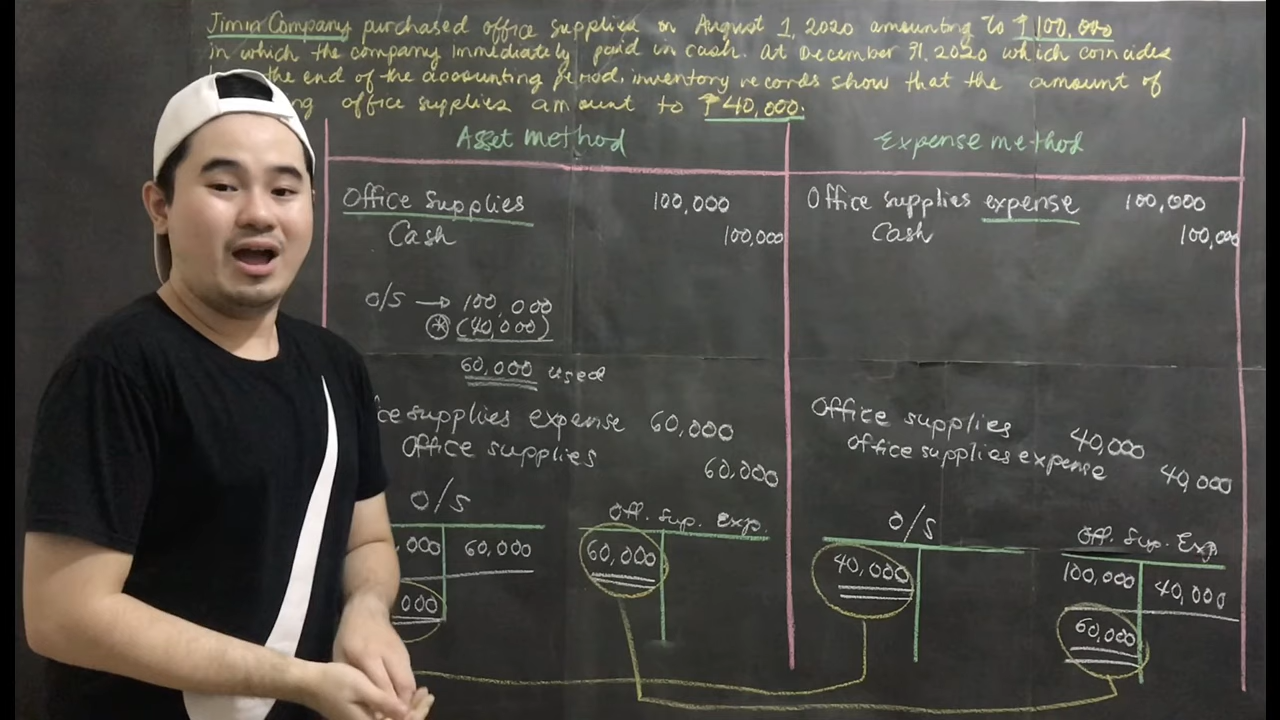 Jimin Company purchased office supplies on August 1, 2020 amounting to ₱100,000
in which the company immediately paid in cash. At December 31, 2020 which coincides
the end of the accounting period, inventory records show that the amount of
office supplies amount to ₱40,000.
Asset method
Office Supplies 100,000
Cash 100,000
O/S → 100,000
(40,000)
60,000 used
ce supplies expense 60,000
Office supplies 60,000
O/S
,000 60,000
000
Off. Sup. Exp.
60,000
Expense method
Office supplies expense 100,000
Cash 100,000
Office supplies 40,000
office supplies expense 40,000
O/S
40,000
Off. Sup. Exp
100,000 40,000
60,000